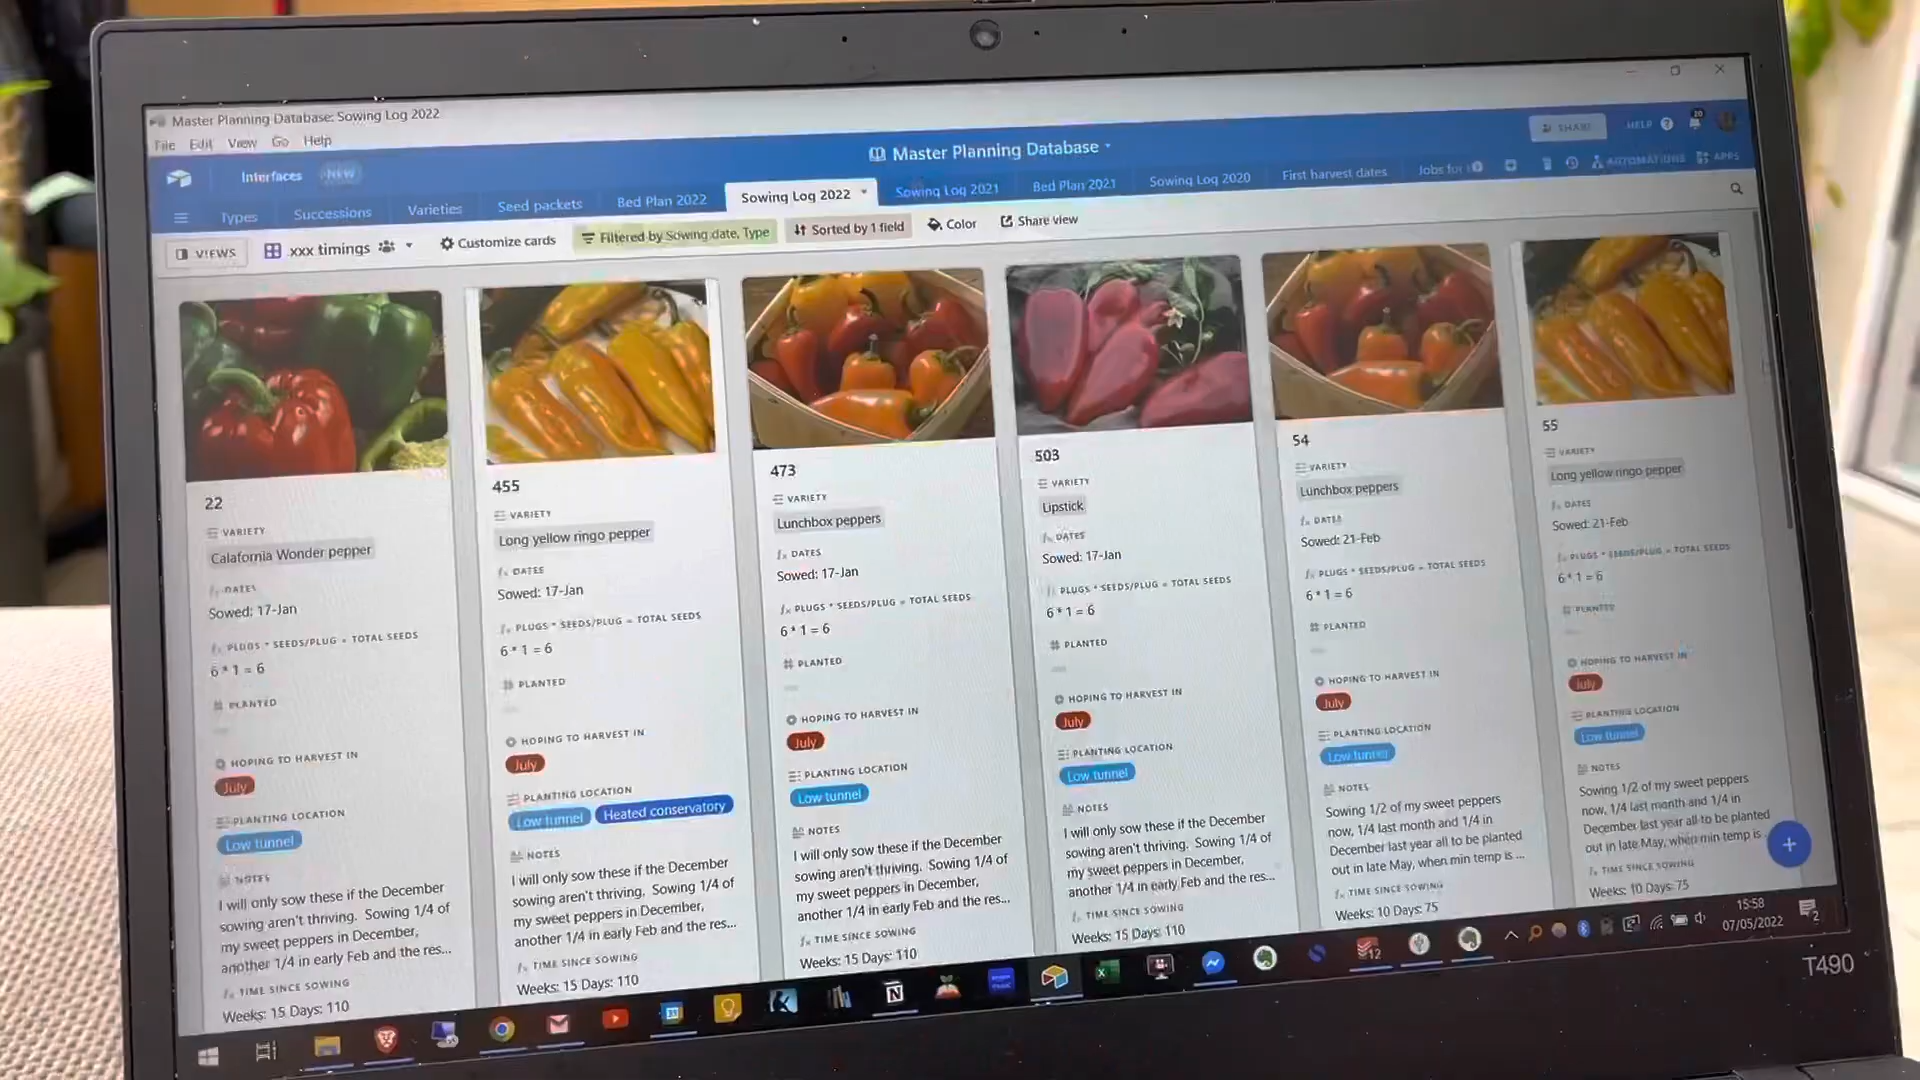 Master Planning Database: Sowing Log 2022
File Edit View Go Help
Interfaces NEW
Master Planning Database
SHARE HELP 20
Types Successions Varieties Seed packets Bed Plan 2022 Sowing Log 2022 Sowing Log 2021 Bed Plan 2021 Sowing Log 2020 First harvest dates Jobs for AUTOMATIONS APPS
VIEWS xxx timings Customize cards Filtered by Sowing date, Type Sorted by 1 field Color Share view
22
VARIETY
Calafornia Wonder pepper
DATES
Sowed: 17-Jan
PLUGS * SEEDS/PLUG = TOTAL SEEDS
6 * 1 = 6
PLANTED
HOPING TO HARVEST IN
July
PLANTING LOCATION
Low tunnel
NOTES
I will only sow these if the December
sowing aren't thriving. Sowing 1/4 of
my sweet peppers in December,
another 1/4 in early Feb and the res...
TIME SINCE SOWING
Weeks: 15 Days: 110
455
VARIETY
Long yellow ringo pepper
DATES
Sowed: 17-Jan
PLUGS * SEEDS/PLUG = TOTAL SEEDS
6 * 1 = 6
PLANTED
HOPING TO HARVEST IN
July
PLANTING LOCATION
Low tunnel Heated conservatory
NOTES
I will only sow these if the December
sowing aren't thriving. Sowing 1/4 of
my sweet peppers in December,
another 1/4 in early Feb and the res...
TIME SINCE SOWING
Weeks: 15 Days: 110
473
VARIETY
Lunchbox peppers
DATES
Sowed: 17-Jan
PLUGS * SEEDS/PLUG = TOTAL SEEDS
6 * 1 = 6
PLANTED
HOPING TO HARVEST IN
July
PLANTING LOCATION
Low tunnel
NOTES
I will only sow these if the December
sowing aren't thriving. Sowing 1/4 of
my sweet peppers in December,
another 1/4 in early Feb and the res...
TIME SINCE SOWING
Weeks: 15 Days: 110
503
VARIETY
Lipstick
DATES
Sowed: 17-Jan
PLUGS * SEEDS/PLUG = TOTAL SEEDS
6 * 1 = 6
PLANTED
HOPING TO HARVEST IN
July
PLANTING LOCATION
Low tunnel
NOTES
I will only sow these if the December
sowing aren't thriving. Sowing 1/4 of
my sweet peppers in December,
another 1/4 in early Feb and the res...
TIME SINCE SOWING
Weeks: 15 Days: 110
54
VARIETY
Lunchbox peppers
DATES
Sowed: 21-Feb
PLUGS * SEEDS/PLUG = TOTAL SEEDS
6 * 1 = 6
PLANTED
HOPING TO HARVEST IN
July
PLANTING LOCATION
Low tunnel
NOTES
Sowing 1/2 of my sweet peppers
now, 1/4 last month and 1/4 in
December last year all to be planted
out in late May, when min temp is ...
TIME SINCE SOWING
Weeks: 10 Days: 75
55
VARIETY
Long yellow ringo pepper
DATES
Sowed: 21-Feb
PLUGS * SEEDS/PLUG = TOTAL SEEDS
6 * 1 = 6
PLANTED
HOPING TO HARVEST IN
July
PLANTING LOCATION
Low tunnel
NOTES
Sowing 1/2 of my sweet peppers
now, 1/4 last month and 1/4 in
December last year all to be planted
out in late May, when min temp is
TIME SINCE SOWING
Weeks: 10 Days: 75
15:58
07/05/2022
12
2
T490